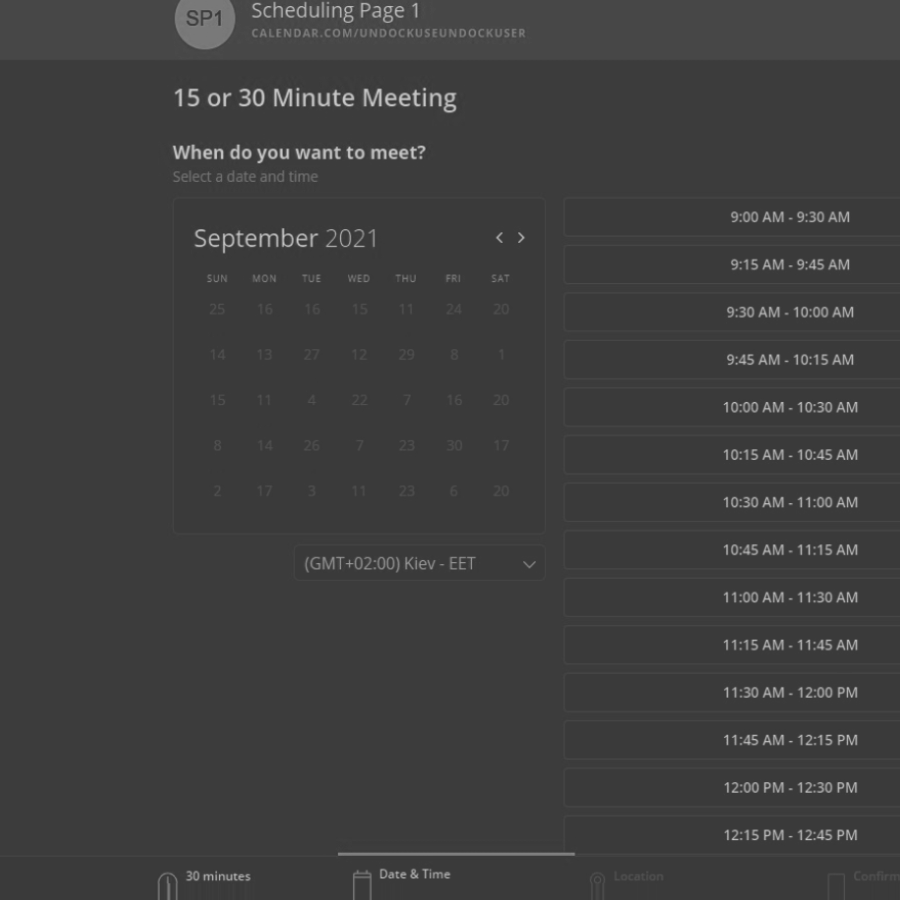 SP1
Scheduling Page 1
CALENDAR.COM/UNDOCKUSEUNDOCKUSER
15 or 30 Minute Meeting
When do you want to meet?
Select a date and time
September 2021
< >
SUN MON TUE WED THU FRI SAT
25 16 16 15 11 24 20
14 13 27 12 29 8 1
15 11 4 22 7 16 20
8 14 26 7 23 30 17
2 17 3 11 23 6 20
(GMT+02:00) Kiev - EET
9:00 AM - 9:30 AM
9:15 AM - 9:45 AM
9:30 AM - 10:00 AM
9:45 AM - 10:15 AM
10:00 AM - 10:30 AM
10:15 AM - 10:45 AM
10:30 AM - 11:00 AM
10:45 AM - 11:15 AM
11:00 AM - 11:30 AM
11:15 AM - 11:45 AM
11:30 AM - 12:00 PM
11:45 AM - 12:15 PM
12:00 PM - 12:30 PM
12:15 PM - 12:45 PM
30 minutes
Date & Time
Location
Confirm